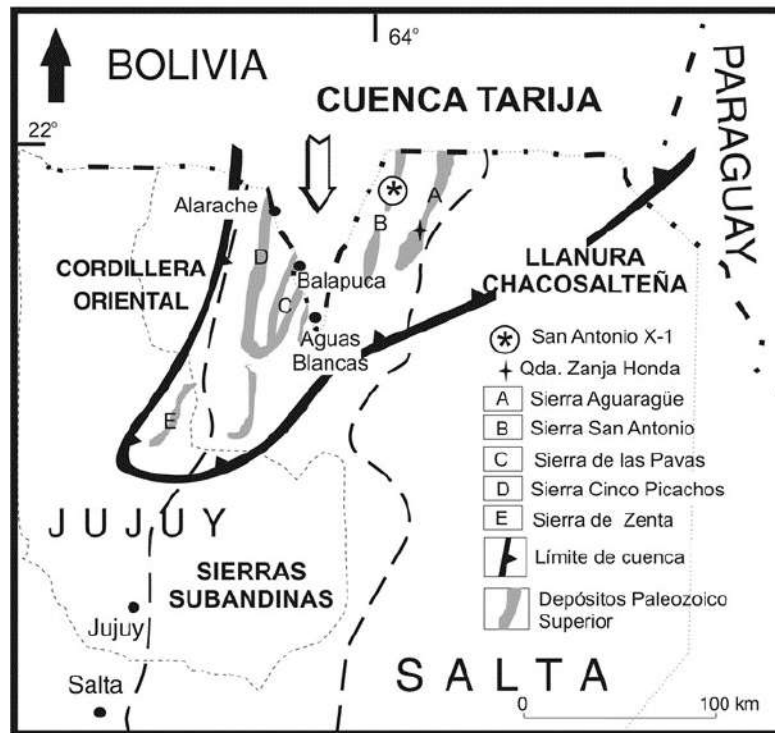 64°
BOLIVIA
PARAGUAY
CUENCA TARIJA
22°
Alarache
A
B
D
CORDILLERA
ORIENTAL
Balapuca
LLANURA
CHACOSALTEÑA
C
Aguas
Blancas
E
San Antonio X-1
Qda. Zanja Honda
A Sierra Aguaragüe
B Sierra San Antonio
C Sierra de las Pavas
D Sierra Cinco Picachos
E Sierra de Zenta
Límite de cuenca
Depósitos Paleozoico
Superior
JUJUY
SIERRAS
SUBANDINAS
Jujuy
Salta
SALTA
0 100 km